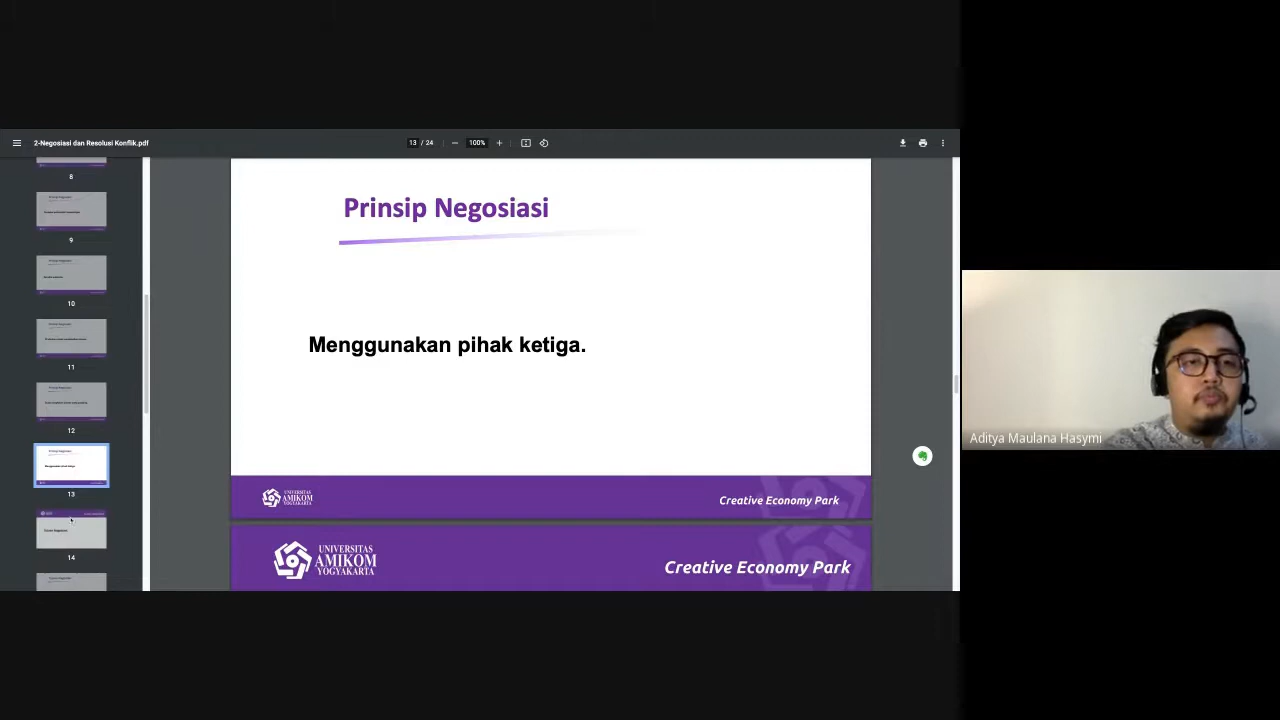 2-Negosiasi dan Resolusi Konflik.pdf
13 / 24
100%
8
9
10
11
12
13
14
Prinsip Negosiasi
Menggunakan pihak ketiga.
UNIVERSITAS
AMIKOM
YOGYAKARTA
Creative Economy Park
UNIVERSITAS
AMIKOM
YOGYAKARTA
Creative Economy Park
Aditya Maulana Hasymi